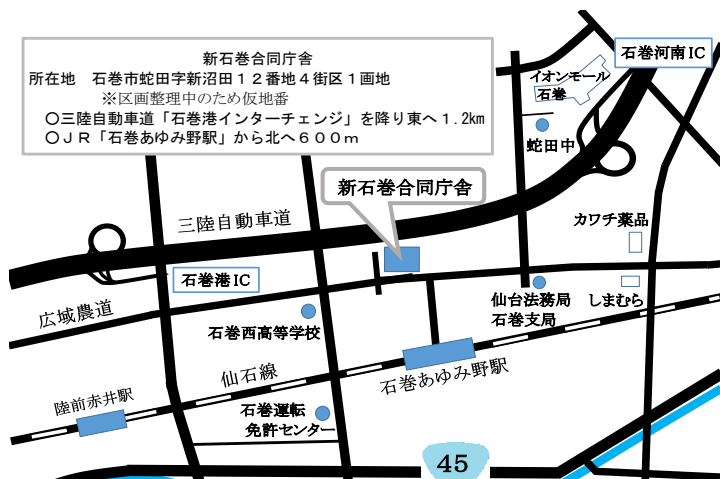 新石巻合同庁舎
所在地　石巻市蛇田字新沼田１２番地４街区１画地
※区画整理中のため仮地番
〇三陸自動車道「石巻港インターチェンジ」を降り東へ1.2km
〇ＪＲ「石巻あゆみ野駅」から北へ６００ｍ
石巻河南IC
イオンモール
石巻
蛇田中
新石巻合同庁舎
三陸自動車道
カワチ薬品
石巻港IC
広域農道
仙台法務局
石巻支局
しまむら
石巻西高等学校
仙石線
石巻あゆみ野駅
陸前赤井駅
石巻運転
免許センター
45